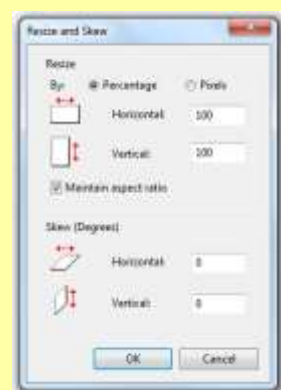 Resize and Skew
Resize
By: Percentage Pixels
Horizontal: 100
Vertical: 100
Maintain aspect ratio
Skew (Degrees)
Horizontal: 0
Vertical: 0
OK Cancel